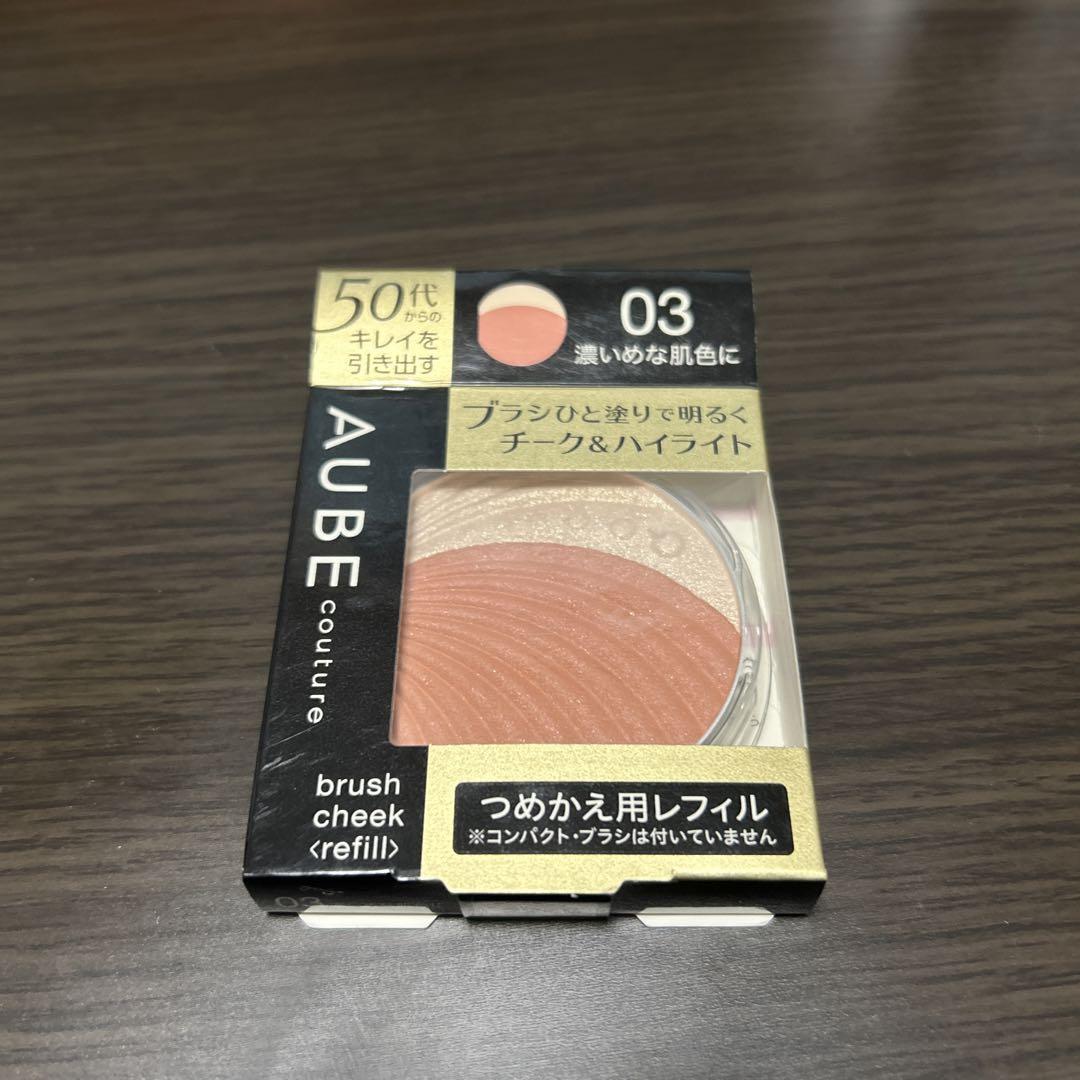 50代
からの
キレイを
引き出す
03
濃いめな肌色に
ブラシひと塗りで明るく
チーク&ハイライト
AUBE
couture
brush
cheek
<refill>
つめかえ用レフィル
※コンパクト・ブラシは付いていません
03